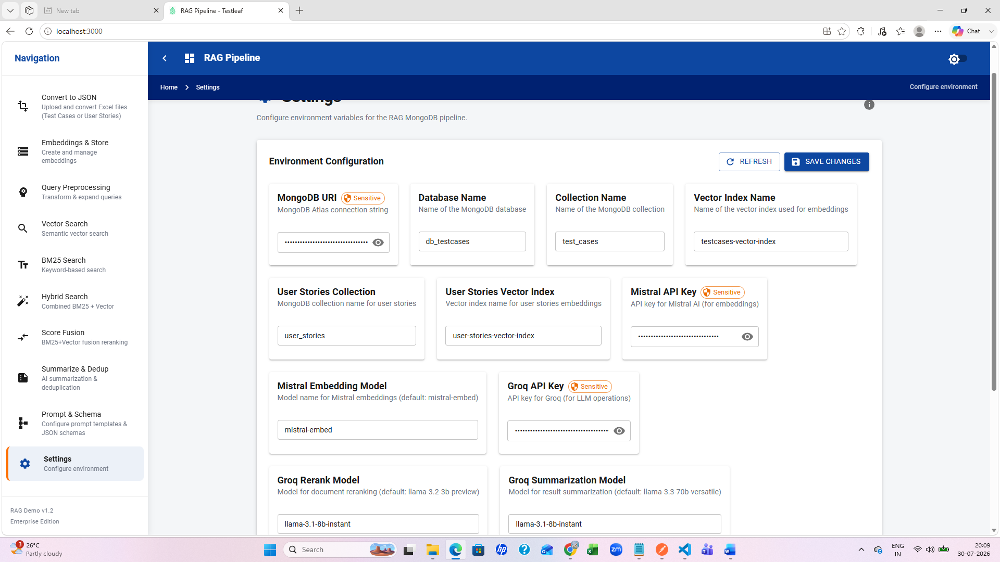 New tab
RAG Pipeline - Testleaf
localhost:3000
Chat
Navigation
RAG Pipeline
Home
Settings
Configure environment
Convert to JSON
Upload and convert Excel files
(Test Cases or User Stories)
Embeddings & Store
Create and manage
embeddings
Query Preprocessing
Transform & expand queries
Vector Search
Semantic vector search
BM25 Search
Keyword-based search
Hybrid Search
Combined BM25 + Vector
Score Fusion
BM25+Vector fusion reranking
Summarize & Dedup
AI summarization &
deduplication
Prompt & Schema
Configure prompt templates &
JSON schemas
Settings
Configure environment
RAG Demo v1.2
Enterprise Edition
Settings
Configure environment variables for the RAG MongoDB pipeline.
Environment Configuration
REFRESH
SAVE CHANGES
MongoDB URI
Sensitive
MongoDB Atlas connection string
Database Name
Name of the MongoDB database
db_testcases
Collection Name
Name of the MongoDB collection
test_cases
Vector Index Name
Name of the vector index used for embeddings
testcases-vector-index
User Stories Collection
MongoDB collection name for user stories
user_stories
User Stories Vector Index
Vector index name for user stories embeddings
user-stories-vector-index
Mistral API Key
Sensitive
API key for Mistral AI (for embeddings)
Mistral Embedding Model
Model name for Mistral embeddings (default: mistral-embed)
mistral-embed
Groq API Key
Sensitive
API key for Groq (for LLM operations)
Groq Rerank Model
Model for document reranking (default: llama-3.2-3b-preview)
llama-3.1-8b-instant
Groq Summarization Model
Model for result summarization (default: llama-3.3-70b-versatile)
llama-3.1-8b-instant
3
26°C
Partly cloudy
Search
hp
zm
ENG
IN
20:09
30-07-2026